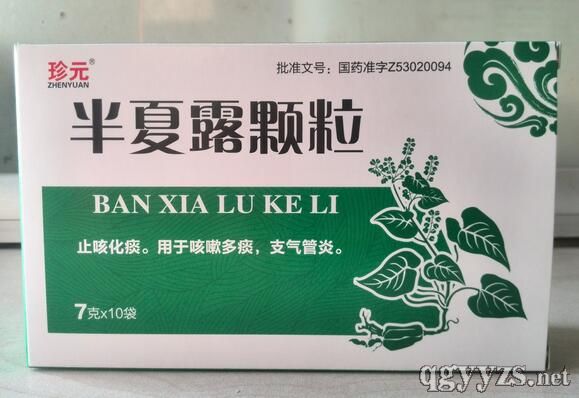 珍元®
ZHENYUAN
批准文号：国药准字Z53020094
半夏露颗粒
BAN XIA LU KE LI
止咳化痰。用于咳嗽多痰，支气管炎。
7克x10袋
qgyyzs.net